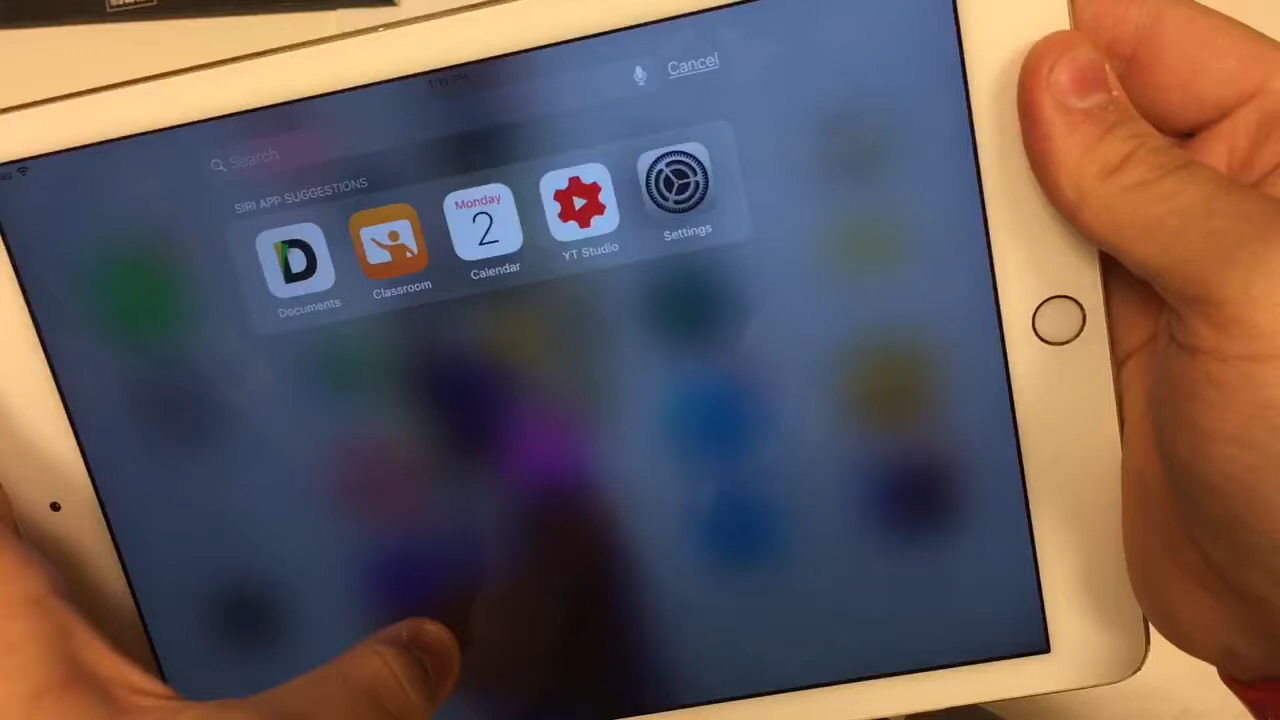 Cancel
Search
SIRI APP SUGGESTIONS
Monday
2
D
Documents
Classroom
Calendar
YT Studio
Settings